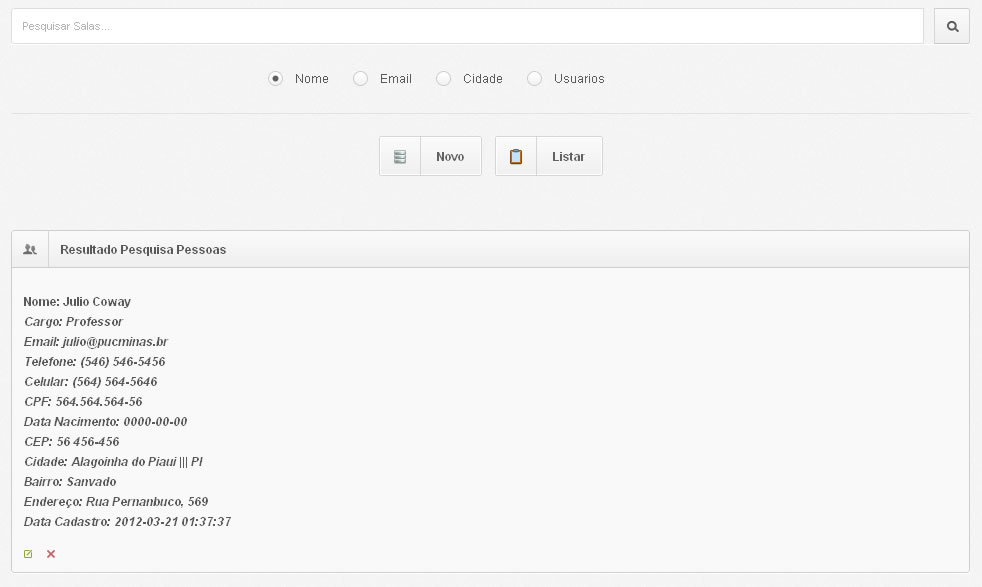 Pesquisar Salas...
Nome Email Cidade Usuarios
Novo Listar
Resultado Pesquisa Pessoas
Nome: Julio Coway
Cargo: Professor
Email: julio@pucminas.br
Telefone: (546) 546-5456
Celular: (564) 564-5646
CPF: 564.564.564-56
Data Nacimento: 0000-00-00
CEP: 56 456-456
Cidade: Alagoinha do Piaui ||| PI
Bairro: Sanvado
Endereço: Rua Pernanbuco, 569
Data Cadastro: 2012-03-21 01:37:37